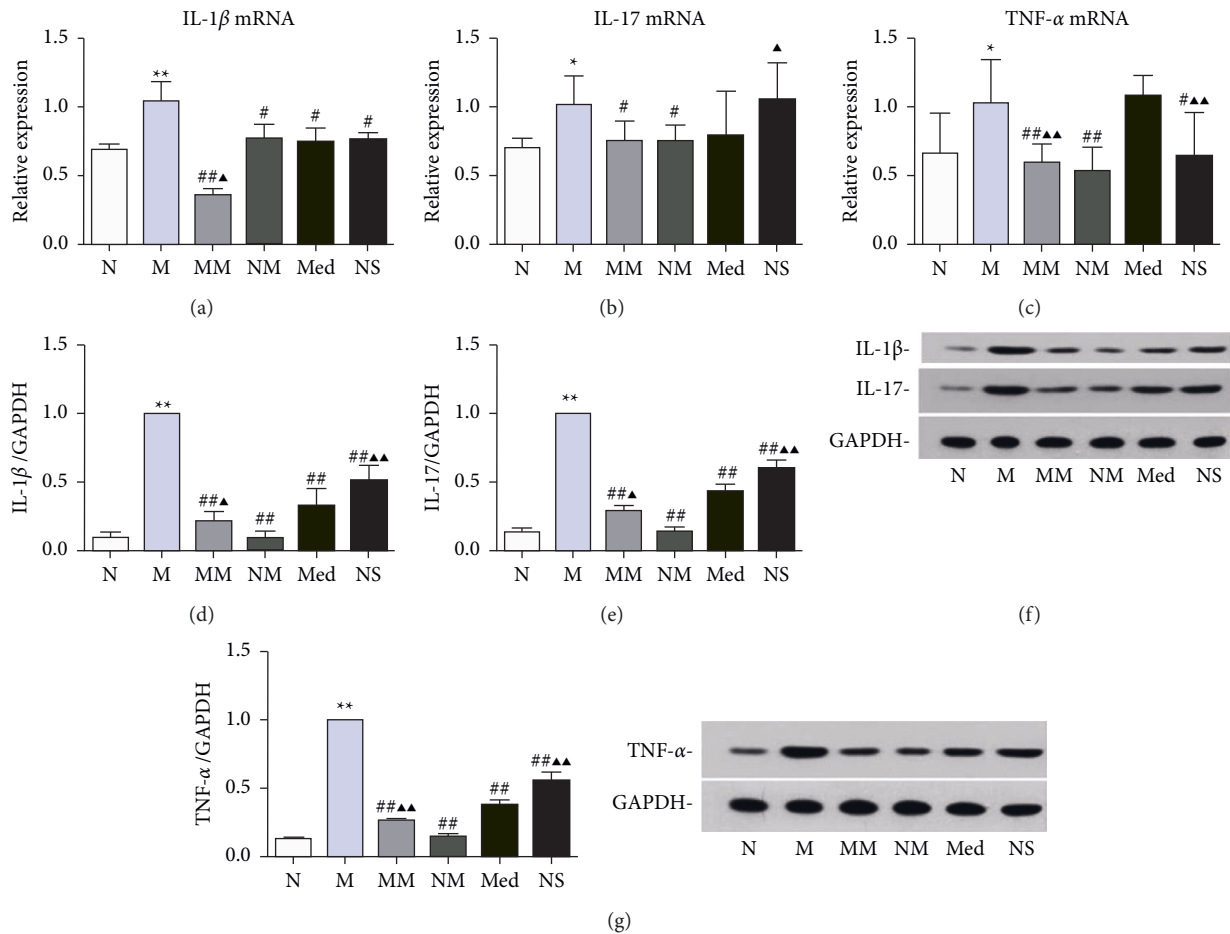 IL-1β mRNA
Relative expression
1.5
1.0
0.5
0.0
**
##▲
#
#
#
N M MM NM Med NS
(a)
IL-17 mRNA
Relative expression
1.5
1.0
0.5
0.0
*
#
#
▲
N M MM NM Med NS
(b)
TNF-α mRNA
Relative expression
1.5
1.0
0.5
0.0
*
##▲▲
##
#▲▲
N M MM NM Med NS
(c)
IL-1β/GAPDH
1.5
1.0
0.5
0.0
**
##▲
##
##
##▲▲
N M MM NM Med NS
(d)
IL-17/GAPDH
1.5
1.0
0.5
0.0
**
##▲
##
##
##▲▲
N M MM NM Med NS
(e)
IL-1β-
IL-17-
GAPDH-
N M MM NM Med NS
(f)
TNF-α/GAPDH
1.5
1.0
0.5
0.0
**
##▲▲
##
##
##▲▲
N M MM NM Med NS
TNF-α-
GAPDH-
N M MM NM Med NS
(g)